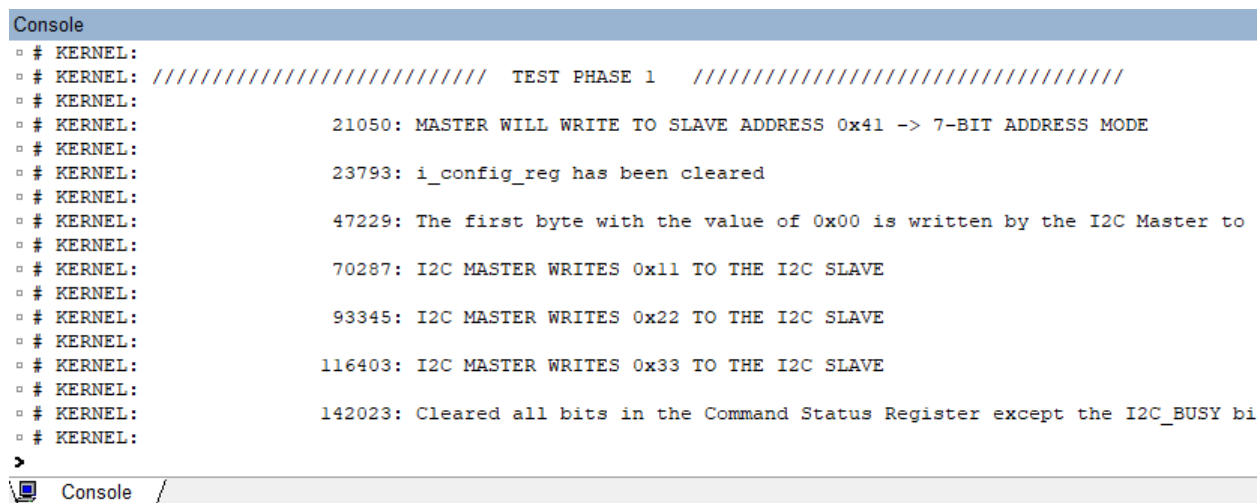 Console
# KERNEL:
# KERNEL: //////////////////////////// TEST PHASE 1 ////////////////////////////////////
# KERNEL:
# KERNEL: 21050: MASTER WILL WRITE TO SLAVE ADDRESS 0x41 -> 7-BIT ADDRESS MODE
# KERNEL:
# KERNEL: 23793: i_config_reg has been cleared
# KERNEL:
# KERNEL: 47229: The first byte with the value of 0x00 is written by the I2C Master to
# KERNEL:
# KERNEL: 70287: I2C MASTER WRITES 0x11 TO THE I2C SLAVE
# KERNEL:
# KERNEL: 93345: I2C MASTER WRITES 0x22 TO THE I2C SLAVE
# KERNEL:
# KERNEL: 116403: I2C MASTER WRITES 0x33 TO THE I2C SLAVE
# KERNEL:
# KERNEL: 142023: Cleared all bits in the Command Status Register except the I2C_BUSY bi
# KERNEL:
>
Console